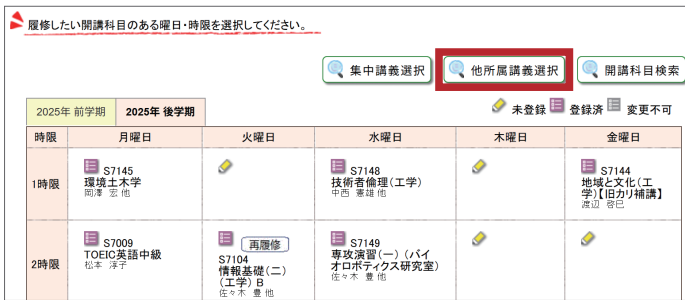 履修したい開講科目のある曜日・時限を選択してください。
集中講義選択 他所属講義選択 開講科目検索
2025年 前学期 2025年 後学期 未登録 登録済 変更不可
時限 月曜日 火曜日 水曜日 木曜日 金曜日
1時限
S7145
環境土木学
岡澤 宏 他
S7148
技術者倫理(工学)
中西 憲雄 他
S7144
地域と文化(工
学)【旧カリ補講】
渡辺 啓巳
2時限
S7009
TOEIC英語中級
松本 淳子
再履修
S7104
情報基礎(二)
(工学) B
佐々木 豊 他
S7149
専攻演習(一) (バイ
オロボティクス研究室)
佐々木 豊 他